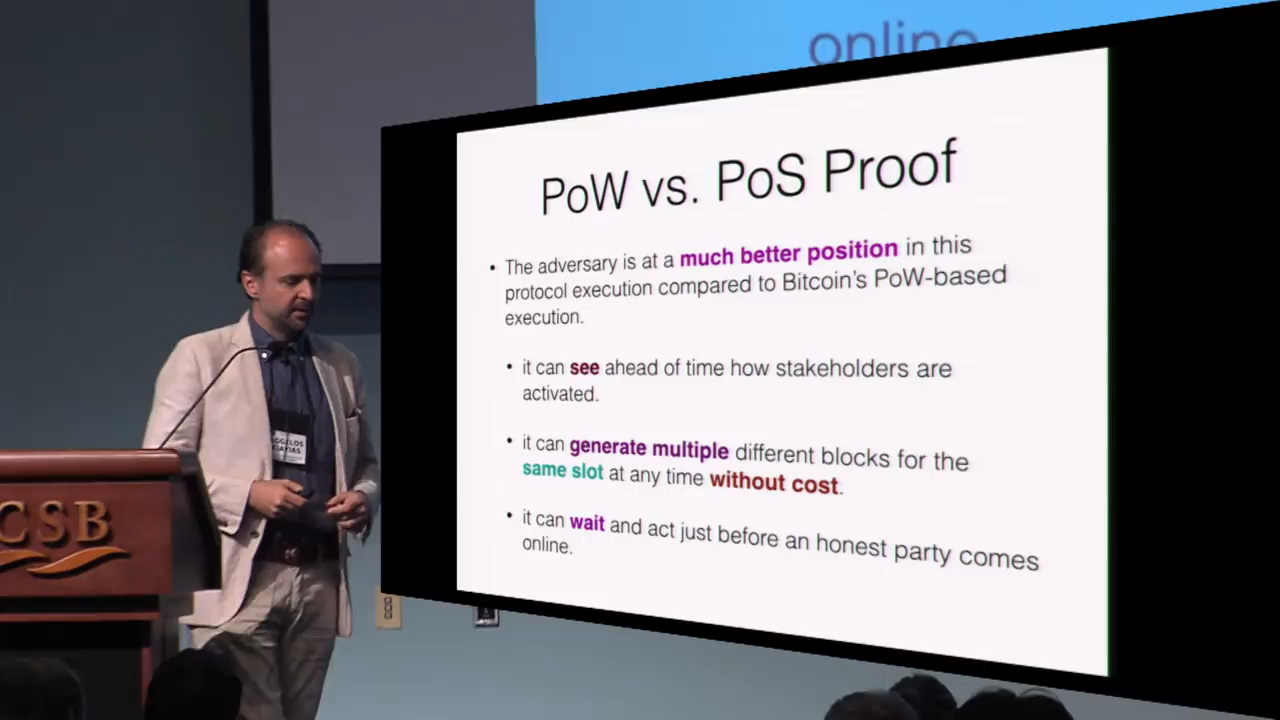 online
PoW vs. PoS Proof
• The adversary is at a much better position in this
protocol execution compared to Bitcoin's PoW-based
execution.
• it can see ahead of time how stakeholders are
activated.
• it can generate multiple different blocks for the
same slot at any time without cost.
• it can wait and act just before an honest party comes
online.
GGELOS
CSB